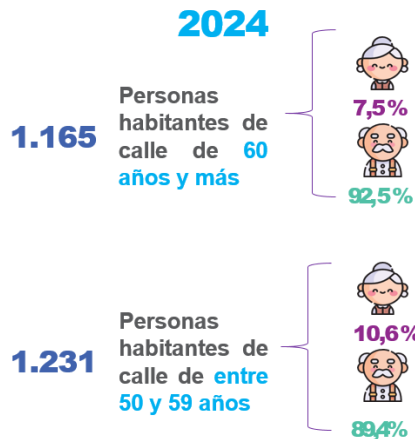 2024
1.165
Personas
habitantes de
calle de 60
años y más
7,5%
92,5%
1.231
Personas
habitantes de
calle de entre
50 y 59 años
10,6%
89,4%